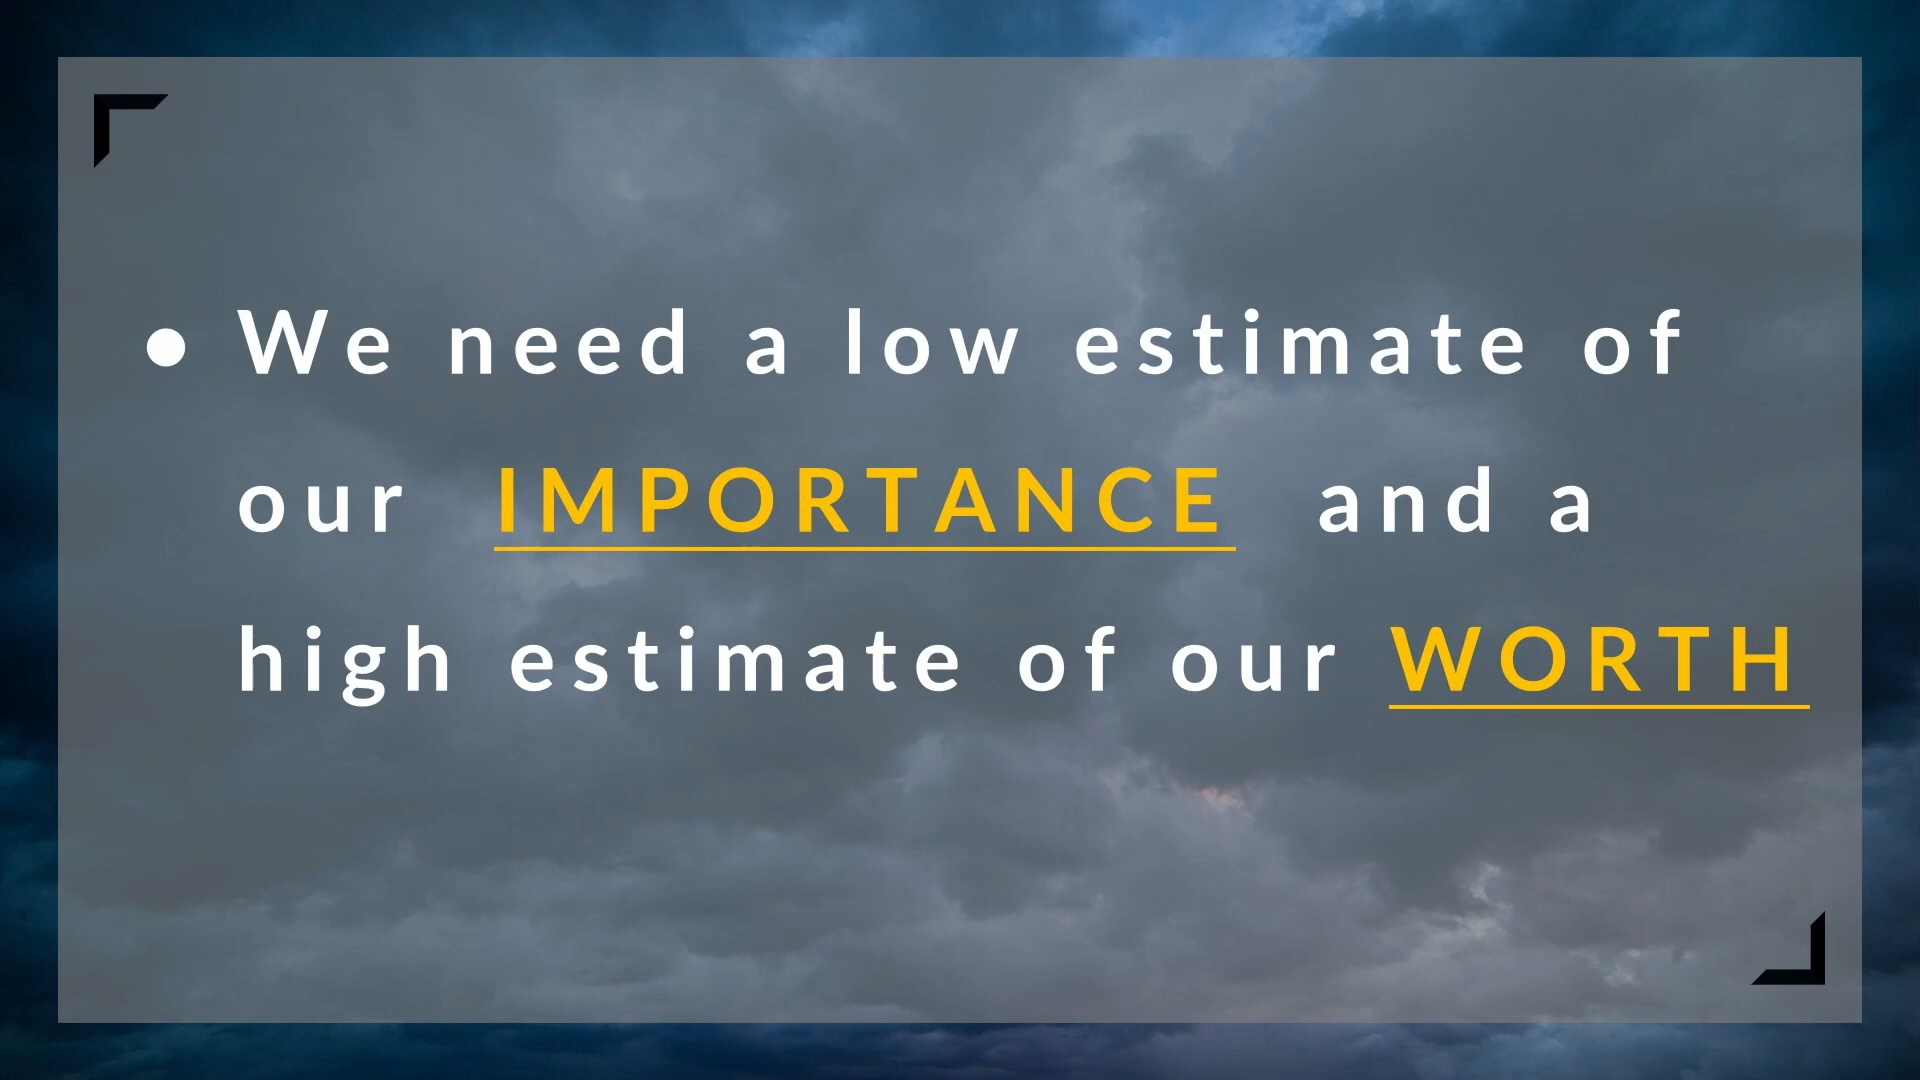 • We need a low estimate of
our IMPORTANCE and a
high estimate of our WORTH